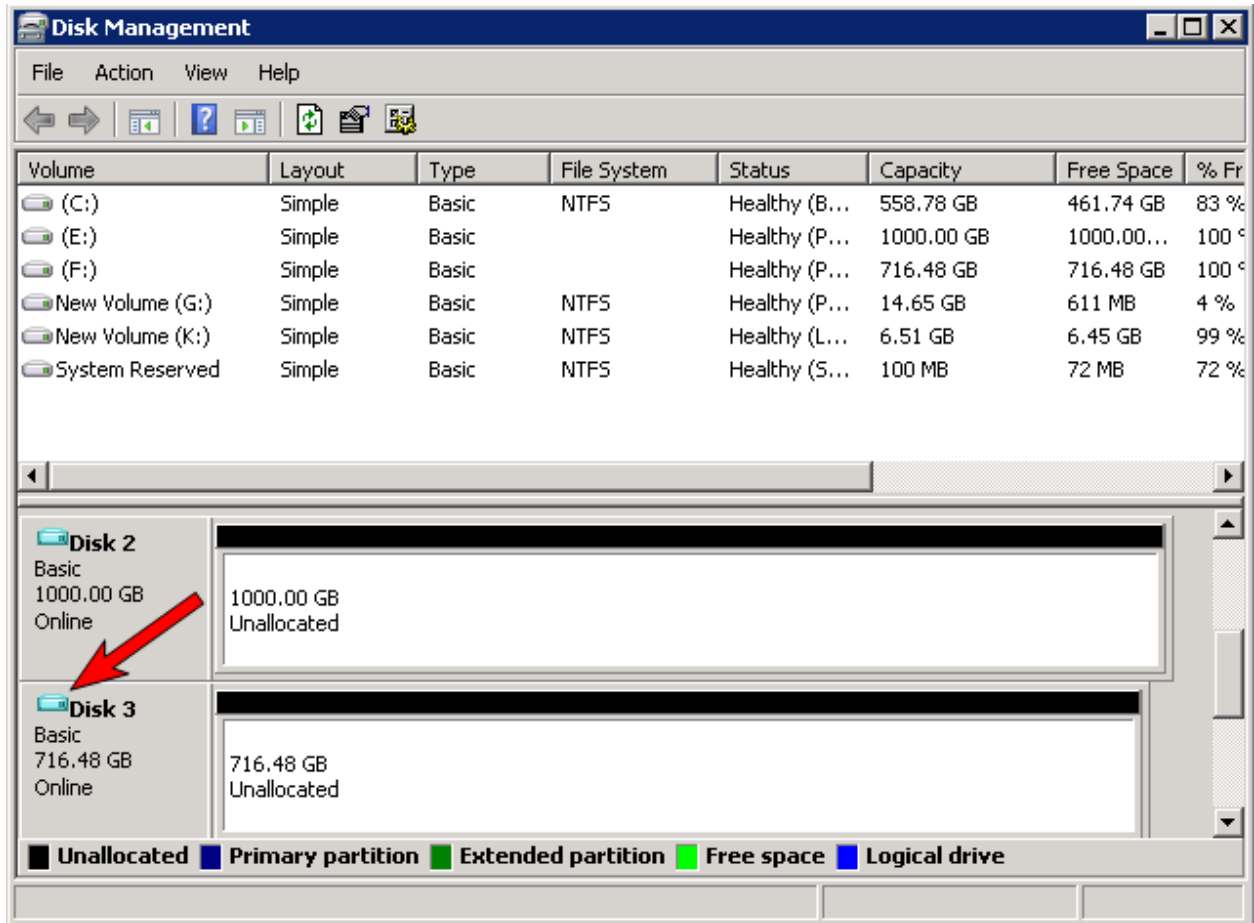 Disk Management
File Action View Help
Volume Layout Type File System Status Capacity Free Space % Fr
(C:) Simple Basic NTFS Healthy (B... 558.78 GB 461.74 GB 83 %
(E:) Simple Basic Healthy (P... 1000.00 GB 1000.00... 100
(F:) Simple Basic Healthy (P... 716.48 GB 716.48 GB 100
New Volume (G:) Simple Basic NTFS Healthy (P... 14.65 GB 611 MB 4 %
New Volume (K:) Simple Basic NTFS Healthy (L... 6.51 GB 6.45 GB 99 %
System Reserved Simple Basic NTFS Healthy (S... 100 MB 72 MB 72 %
Disk 2
Basic
1000.00 GB
Online
1000.00 GB
Unallocated
Disk 3
Basic
716.48 GB
Online
716.48 GB
Unallocated
Unallocated Primary partition Extended partition Free space Logical drive